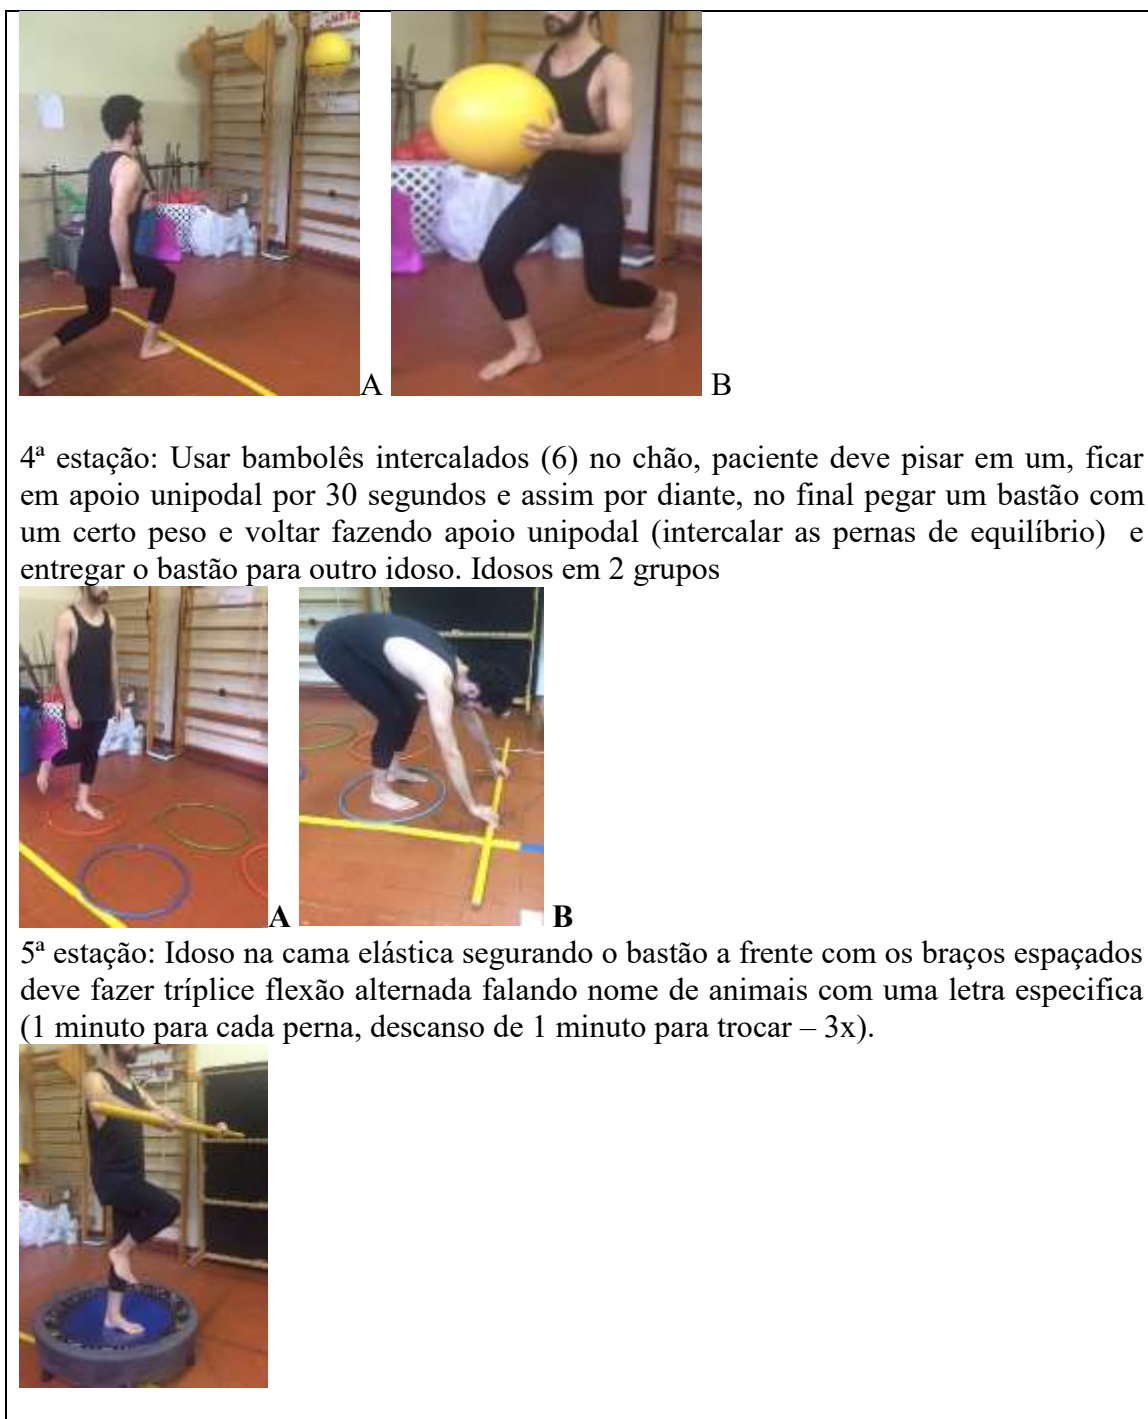 A
B
4ª estação: Usar bambolês intercalados (6) no chão, paciente deve pisar em um, ficar
em apoio unipodal por 30 segundos e assim por diante, no final pegar um bastão com
um certo peso e voltar fazendo apoio unipodal (intercalar as pernas de equilíbrio)  e
entregar o bastão para outro idoso. Idosos em 2 grupos
A
B
5ª estação: Idoso na cama elástica segurando o bastão a frente com os braços espaçados
deve fazer tríplice flexão alternada falando nome de animais com uma letra especifica
(1 minuto para cada perna, descanso de 1 minuto para trocar – 3x).